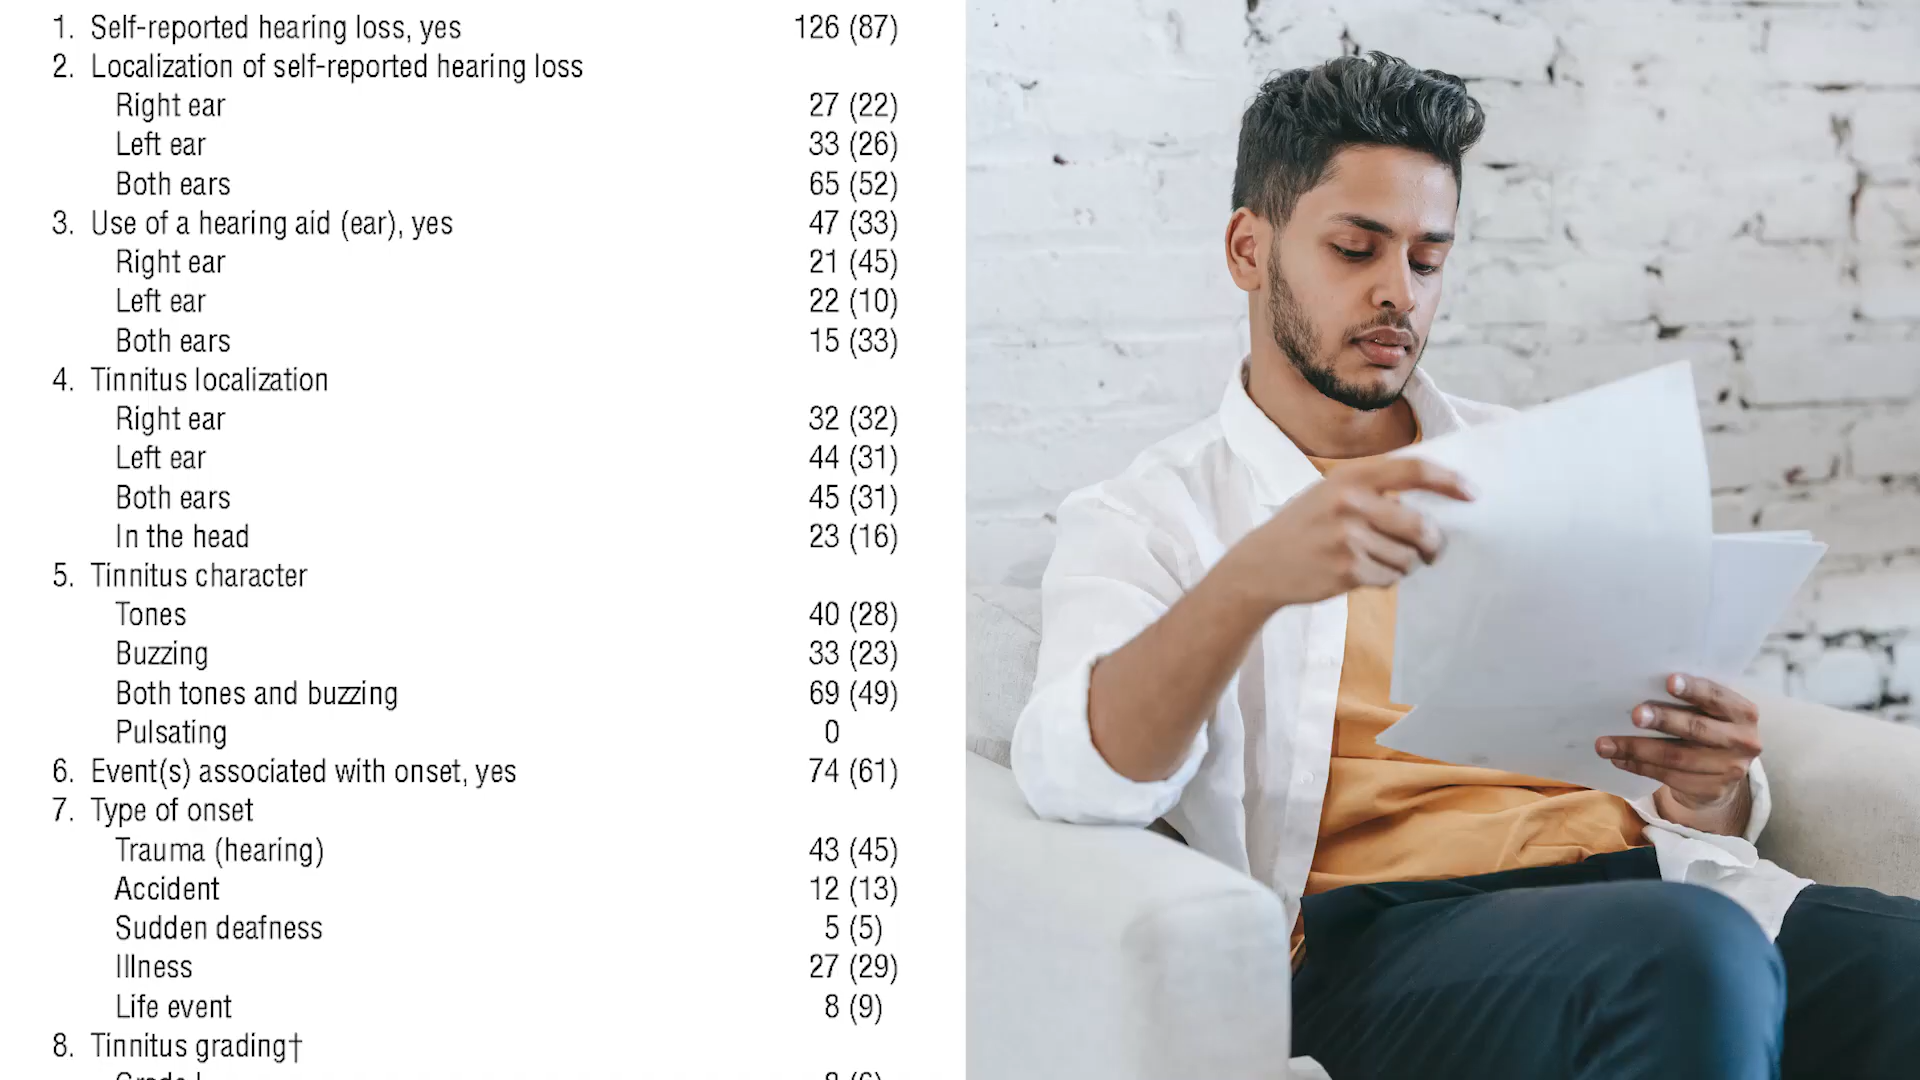 1. Self-reported hearing loss, yes 126 (87)
2. Localization of self-reported hearing loss
Right ear 27 (22)
Left ear 33 (26)
Both ears 65 (52)
3. Use of a hearing aid (ear), yes 47 (33)
Right ear 21 (45)
Left ear 22 (10)
Both ears 15 (33)
4. Tinnitus localization
Right ear 32 (32)
Left ear 44 (31)
Both ears 45 (31)
In the head 23 (16)
5. Tinnitus character
Tones 40 (28)
Buzzing 33 (23)
Both tones and buzzing 69 (49)
Pulsating 0
6. Event(s) associated with onset, yes 74 (61)
7. Type of onset
Trauma (hearing) 43 (45)
Accident 12 (13)
Sudden deafness 5 (5)
Illness 27 (29)
Life event 8 (9)
8. Tinnitus grading†